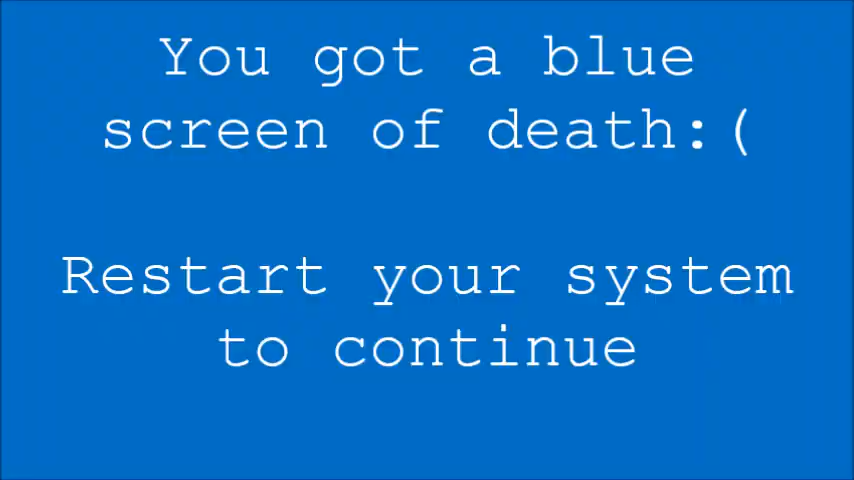 You got a blue
screen of death:(
Restart your system
to continue